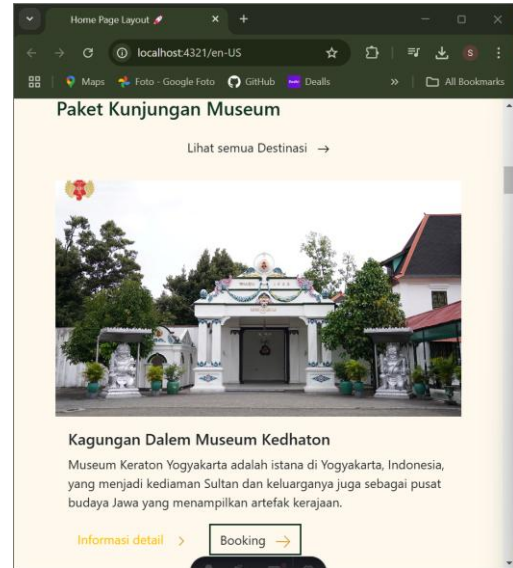 Home Page Layout 🚀
localhost:4321/en-US
S
Maps
Foto - Google Foto
GitHub
Dealls
»
All Bookmarks
Paket Kunjungan Museum
Lihat semua Destinasi →
Kagungan Dalem Museum Kedhaton
Museum Keraton Yogyakarta adalah istana di Yogyakarta, Indonesia,
yang menjadi kediaman Sultan dan keluarganya juga sebagai pusat
budaya Jawa yang menampilkan artefak kerajaan.
Informasi detail >
Booking →